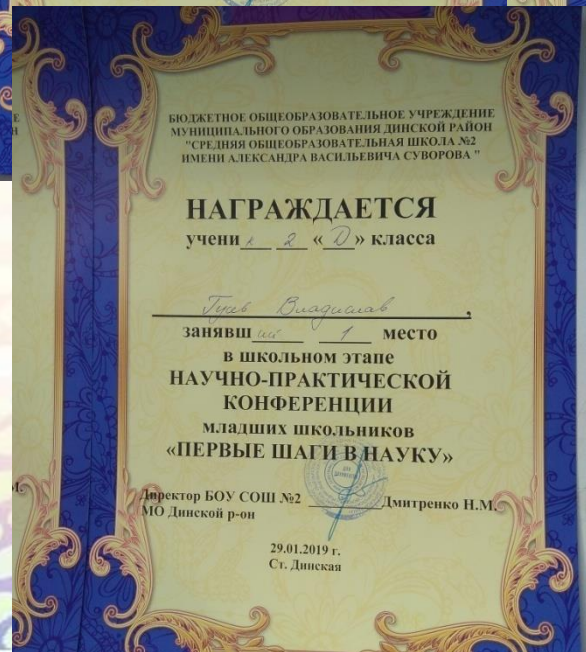 БЮДЖЕТНОЕ ОБЩЕОБРАЗОВАТЕЛЬНОЕ УЧРЕЖДЕНИЕ
МУНИЦИПАЛЬНОГО ОБРАЗОВАНИЯ ДИНСКОЙ РАЙОН
"СРЕДНЯЯ ОБЩЕОБРАЗОВАТЕЛЬНАЯ ШКОЛА №2
ИМЕНИ АЛЕКСАНДРА ВАСИЛЬЕВИЧА СУВОРОВА "
НАГРАЖДАЕТСЯ
ученик 2 «D» класса
Владислав,
занявший 1 место
в школьном этапе
НАУЧНО-ПРАКТИЧЕСКОЙ
КОНФЕРЕНЦИИ
младших школьников
«ПЕРВЫЕ ШАГИ В НАУКУ»
Директор БОУ СОШ №2 Дмитренко Н.М.
МО Динской р-он
29.01.2019 г.
Ст. Динская